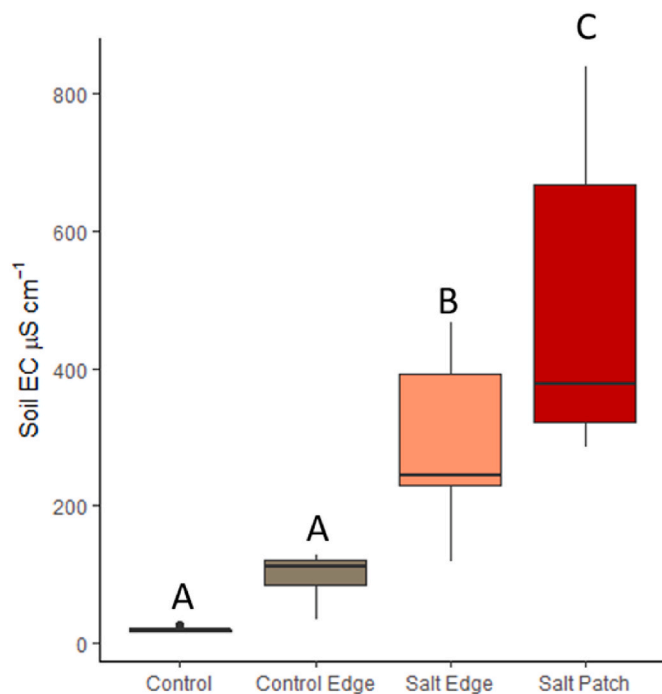 C
800
600
B
400
Soil EC μS cm⁻¹
200
A
A
0
Control Control Edge Salt Edge Salt Patch